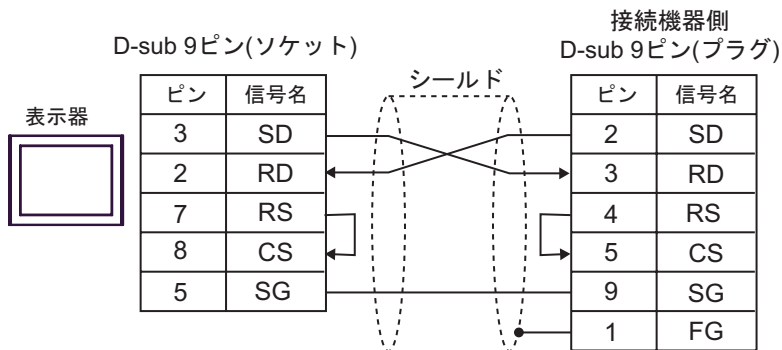 接続機器側
D-sub 9ピン(ソケット)
D-sub 9ピン(プラグ)
シールド
表示器
ピン 信号名
3 SD
2 RD
7 RS
8 CS
5 SG
ピン 信号名
2 SD
3 RD
4 RS
5 CS
9 SG
1 FG